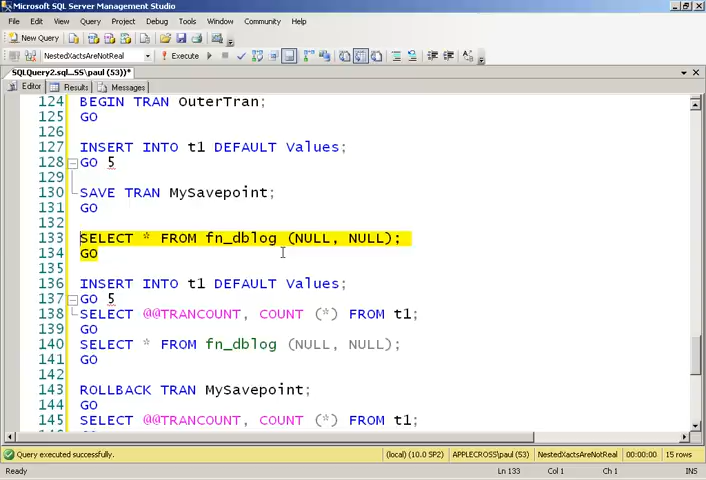 Microsoft SQL Server Management Studio
File Edit View Query Project Debug Tools Window Community Help
New Query
NestedXactsAreNotReal Execute
SQLQuery2.sql...SS\paul (53))*
Editor Results Messages
124 BEGIN TRAN OuterTran;
125 GO
126
127 INSERT INTO t1 DEFAULT Values;
128 GO 5
129
130 SAVE TRAN MySavepoint;
131 GO
132
133 SELECT * FROM fn_dblog (NULL, NULL);
134 GO
135
136 INSERT INTO t1 DEFAULT Values;
137 GO 5
138 SELECT @@TRANCOUNT, COUNT (*) FROM t1;
139 GO
140 SELECT * FROM fn_dblog (NULL, NULL);
141 GO
142
143 ROLLBACK TRAN MySavepoint;
144 GO
145 SELECT @@TRANCOUNT, COUNT (*) FROM t1;
Query executed successfully. (local) (10.0 SP2) APPLECROSS\paul (53) NestedXactsAreNotReal 00:00:00 15 rows
Ready Ln 133 Col 1 Ch 1 INS